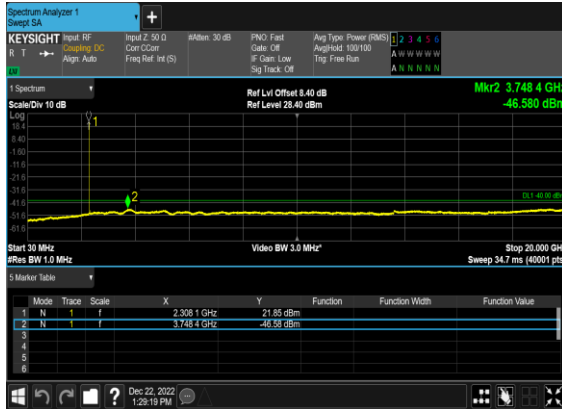 Spectrum Analyzer 1
Swept SA
+
KEYSIGHT Input: RF Input Z: 50 Ω #Atten: 30 dB PNO: Fast Avg Type: Power (RMS) 1 2 3 4 5 6
R T Coupling: DC Corr CCorr Gate: Off Avg|Hold: 100/100 A W W W W W
Align: Auto Freq Ref: Int (S) IF Gain: Low Trig: Free Run
Sig Track: Off A N N N N N
1 Spectrum Ref Lvl Offset 8.40 dB Mkr2 3.748 4 GHz
Scale/Div 10 dB Ref Level 28.40 dBm -46.580 dBm
Log
18.4
8.40
-1.60
-11.6
-21.6
-31.6
-41.6
-51.6
-61.6
1
2
DL1 -40.00 dB
Start 30 MHz Video BW 3.0 MHz* Stop 20.000 GH
#Res BW 1.0 MHz Sweep 34.7 ms (40001 pts
5 Marker Table
Mode Trace Scale X Y Function Function Width Function Value
1 N 1 f 2.308 1 GHz 21.85 dBm
2 N 1 f 3.748 4 GHz -46.58 dBm
3
4
5
6
? Dec 22, 2022
1:29:19 PM